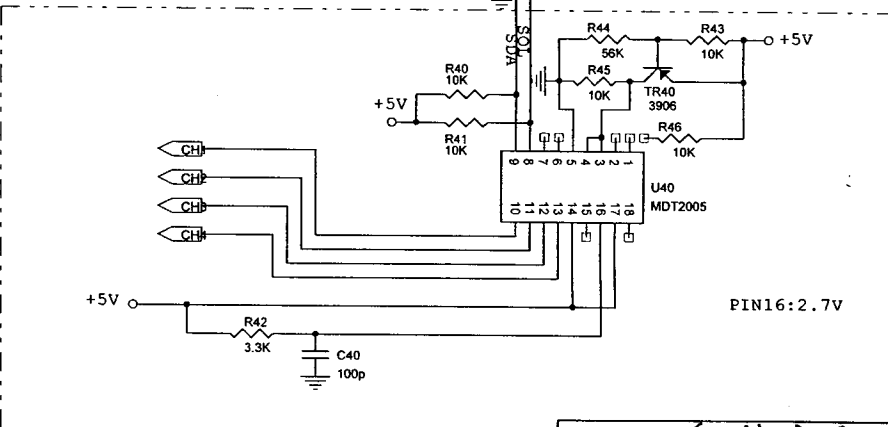 R44
56K
R43
10K
+5V
SCL
SDA
R40
10K
R45
10K
TR40
3906
+5V
R41
10K
R46
10K
CH1
CH2
CH3
CH4
9 8 7 6 5 4 3 2 1
U40
MDT2005
10 11 12 13 14 15 16 17 18
+5V
R42
3.3K
C40
100p
PIN16:2.7V